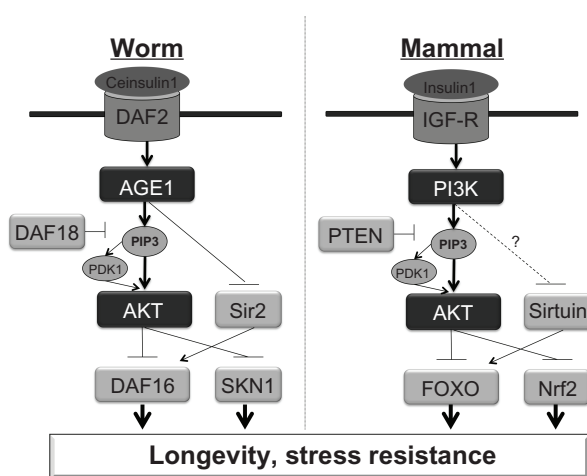 Worm
Ceinsulin1
DAF2
AGE1
DAF18
PIP3
PDK1
AKT
Sir2
DAF16
SKN1
Mammal
Insulin1
IGF-R
PI3K
PTEN
PIP3
?
PDK1
AKT
Sirtuin
FOXO
Nrf2
Longevity, stress resistance